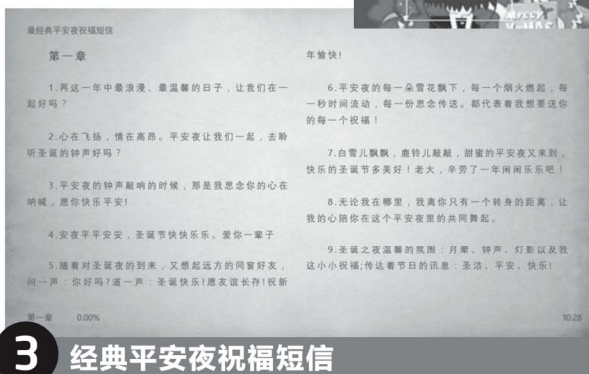 MERRY
X-MAS
最经典平安夜祝福短信
第一章
1.再这一年中最浪漫、最温馨的日子，让我们在一
起好吗？
2.心在飞扬，情在高昂。平安夜让我们一起，去聆
听圣诞的钟声好吗？
3.平安夜的钟声敲响的时候，那是我思念你的心在
呐喊，愿你快乐平安!
4.安夜平平安安，圣诞节快快乐乐。爱你一辈子
5.随着对圣诞夜的到来，又想起远方的同窗好友，
问一声：你好吗?道一声：圣诞快乐!愿友谊长存!祝新
年愉快!
6.平安夜的每一朵雪花飘下，每一个烟火燃起，每
一秒时间流动，每一份思念传送。都代表着我想要送你
的每一个祝福！
7.白雪儿飘飘，鹿铃儿敲敲，甜蜜的平安夜又来到，
快乐的圣诞节多美好！老大，辛劳了一年闲闲乐乐吧！
8.无论我在哪里，我离你只有一个转身的距离，让
我的心陪你在这个平安夜里的共同舞起。
9.圣诞之夜温馨的氛围：月晕、钟声、灯影以及我
这小小祝福;传达着节日的讯息：圣洁、平安、快乐!
第一章 0.00%
10:28
3 经典平安夜祝福短信